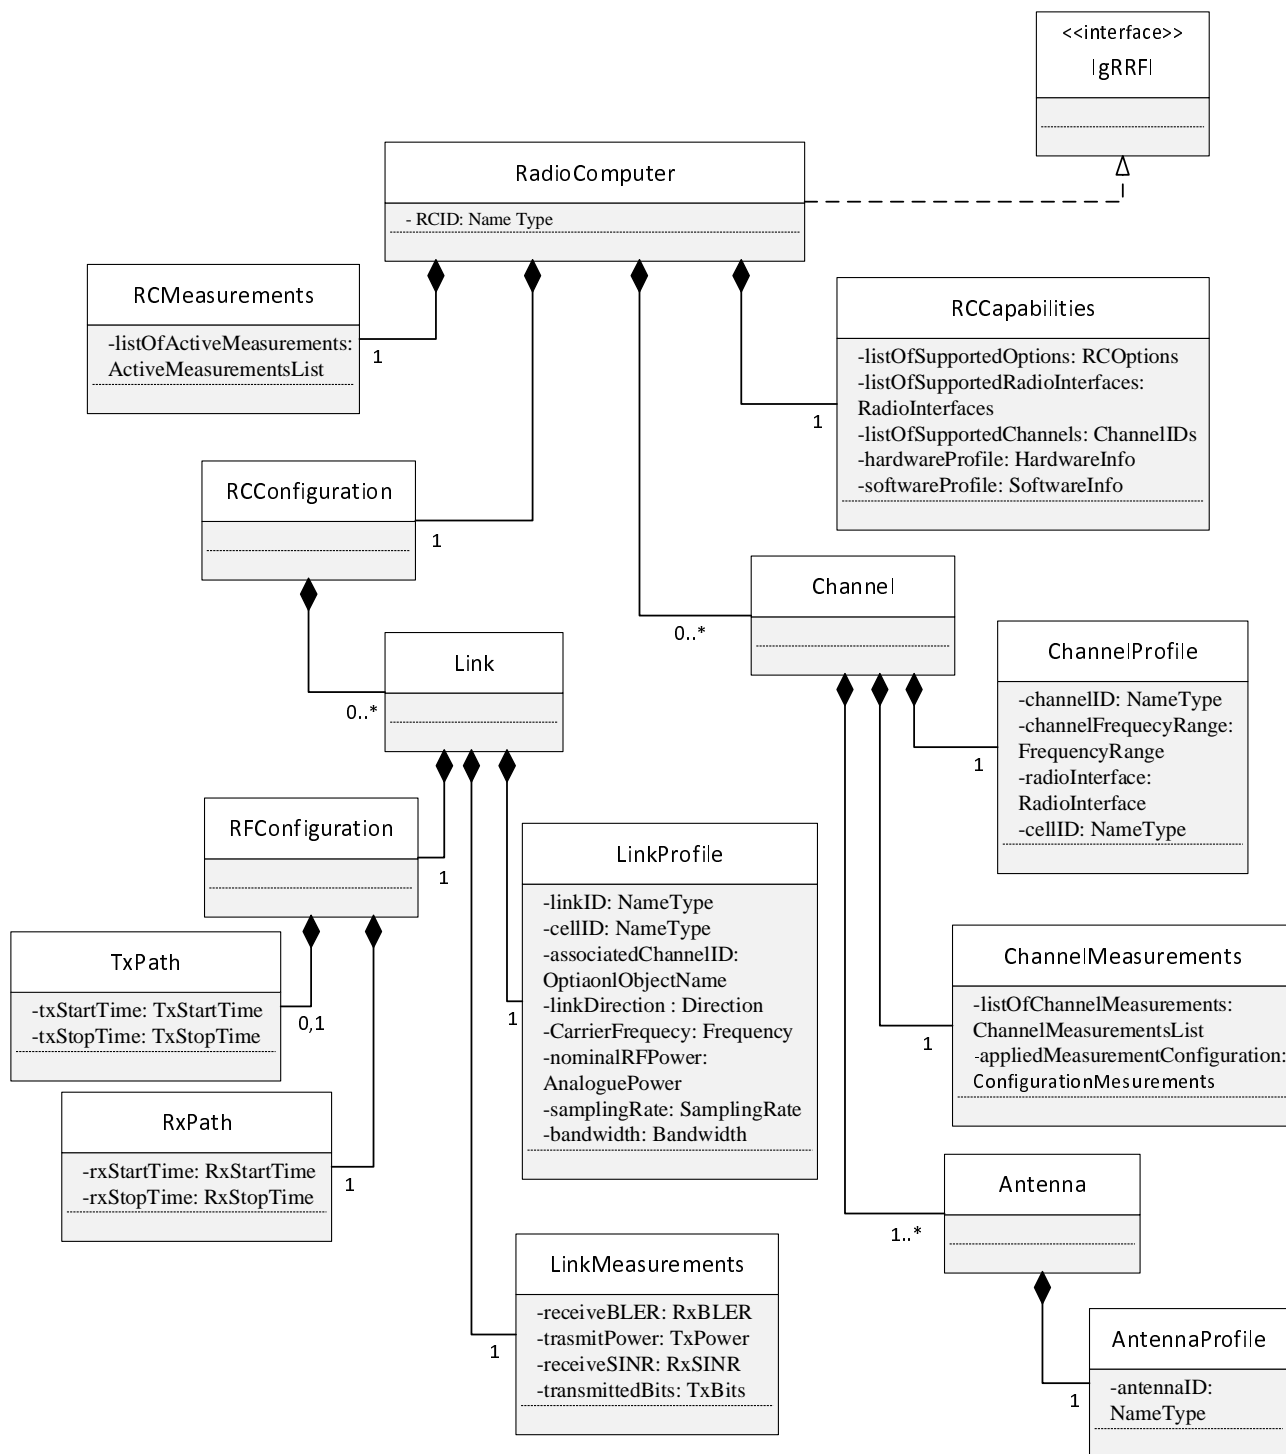 <<interface>>
IgRRFI
RadioComputer
- RCID: Name Type
RCMeasurements
-listOfActiveMeasurements:
ActiveMeasurementsList
1
RCCapabilities
-listOfSupportedOptions: RCOptions
-listOfSupportedRadioInterfaces:
RadioInterfaces
-listOfSupportedChannels: ChannelIDs
-hardwareProfile: HardwareInfo
-softwareProfile: SoftwareInfo
1
RCConfiguration
1
Channel
0..*
Link
0..*
ChannelProfile
-channelID: NameType
-channelFrequecyRange:
FrequencyRange
-radioInterface:
RadioInterface
-cellID: NameType
1
RFConfiguration
1
LinkProfile
-linkID: NameType
-cellID: NameType
-associatedChannelID:
OptiaonlObjectName
-linkDirection : Direction
-CarrierFrequecy: Frequency
-nominalRFPower:
AnaloguePower
-samplingRate: SamplingRate
-bandwidth: Bandwidth
1
TxPath
-txStartTime: TxStartTime
-txStopTime: TxStopTime
0,1
ChannelMeasurements
-listOfChannelMeasurements:
ChannelMeasurementsList
-appliedMeasurementConfiguration:
ConfigurationMesurements
1
RxPath
-rxStartTime: RxStartTime
-rxStopTime: RxStopTime
1
Antenna
1..*
LinkMeasurements
-receiveBLER: RxBLER
-trasmitPower: TxPower
-receiveSINR: RxSINR
-transmittedBits: TxBits
1
AntennaProfile
-antennaID:
NameType
1